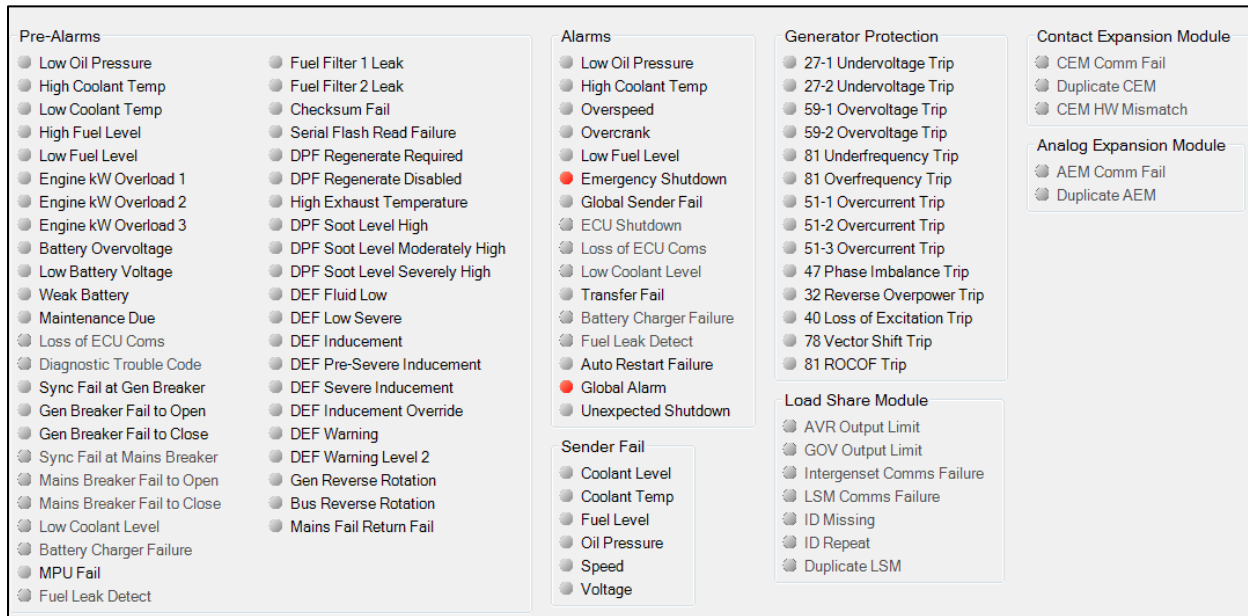 Pre-Alarms
Low Oil Pressure
High Coolant Temp
Low Coolant Temp
High Fuel Level
Low Fuel Level
Engine kW Overload 1
Engine kW Overload 2
Engine kW Overload 3
Battery Overvoltage
Low Battery Voltage
Weak Battery
Maintenance Due
Loss of ECU Coms
Diagnostic Trouble Code
Sync Fail at Gen Breaker
Gen Breaker Fail to Open
Gen Breaker Fail to Close
Sync Fail at Mains Breaker
Mains Breaker Fail to Open
Mains Breaker Fail to Close
Low Coolant Level
Battery Charger Failure
MPU Fail
Fuel Leak Detect
Fuel Filter 1 Leak
Fuel Filter 2 Leak
Checksum Fail
Serial Flash Read Failure
DPF Regenerate Required
DPF Regenerate Disabled
High Exhaust Temperature
DPF Soot Level High
DPF Soot Level Moderately High
DPF Soot Level Severely High
DEF Fluid Low
DEF Low Severe
DEF Inducement
DEF Pre-Severe Inducement
DEF Severe Inducement
DEF Inducement Override
DEF Warning
DEF Warning Level 2
Gen Reverse Rotation
Bus Reverse Rotation
Mains Fail Return Fail
Alarms
Low Oil Pressure
High Coolant Temp
Overspeed
Overcrank
Low Fuel Level
Emergency Shutdown
Global Sender Fail
ECU Shutdown
Loss of ECU Coms
Low Coolant Level
Transfer Fail
Battery Charger Failure
Fuel Leak Detect
Auto Restart Failure
Global Alarm
Unexpected Shutdown
Sender Fail
Coolant Level
Coolant Temp
Fuel Level
Oil Pressure
Speed
Voltage
Generator Protection
27-1 Undervoltage Trip
27-2 Undervoltage Trip
59-1 Overvoltage Trip
59-2 Overvoltage Trip
81 Underfrequency Trip
81 Overfrequency Trip
51-1 Overcurrent Trip
51-2 Overcurrent Trip
51-3 Overcurrent Trip
47 Phase Imbalance Trip
32 Reverse Overpower Trip
40 Loss of Excitation Trip
78 Vector Shift Trip
81 ROCOF Trip
Load Share Module
AVR Output Limit
GOV Output Limit
Intergenset Comms Failure
LSM Comms Failure
ID Missing
ID Repeat
Duplicate LSM
Contact Expansion Module
CEM Comm Fail
Duplicate CEM
CEM HW Mismatch
Analog Expansion Module
AEM Comm Fail
Duplicate AEM